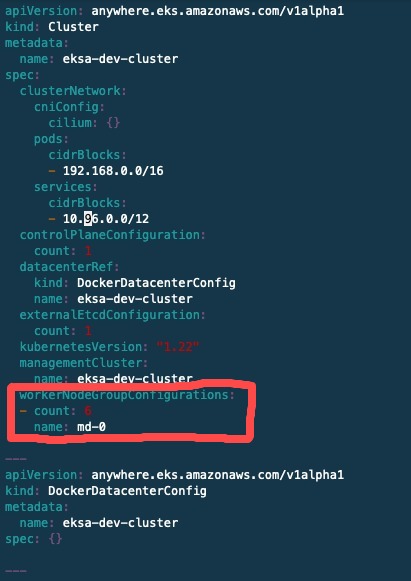 apiVersion: anywhere.eks.amazonaws.com/v1alpha1
kind: Cluster
metadata:
  name: eksa-dev-cluster
spec:
  clusterNetwork:
    cniConfig:
      cilium: {}
    pods:
      cidrBlocks:
      - 192.168.0.0/16
    services:
      cidrBlocks:
      - 10.96.0.0/12
  controlPlaneConfiguration:
    count: 1
  datacenterRef:
    kind: DockerDatacenterConfig
    name: eksa-dev-cluster
  externalEtcdConfiguration:
    count: 1
  kubernetesVersion: "1.22"
  managementCluster:
    name: eksa-dev-cluster
  workerNodeGroupConfigurations:
  - count: 6
    name: md-0
---
apiVersion: anywhere.eks.amazonaws.com/v1alpha1
kind: DockerDatacenterConfig
metadata:
  name: eksa-dev-cluster
spec: {}
---